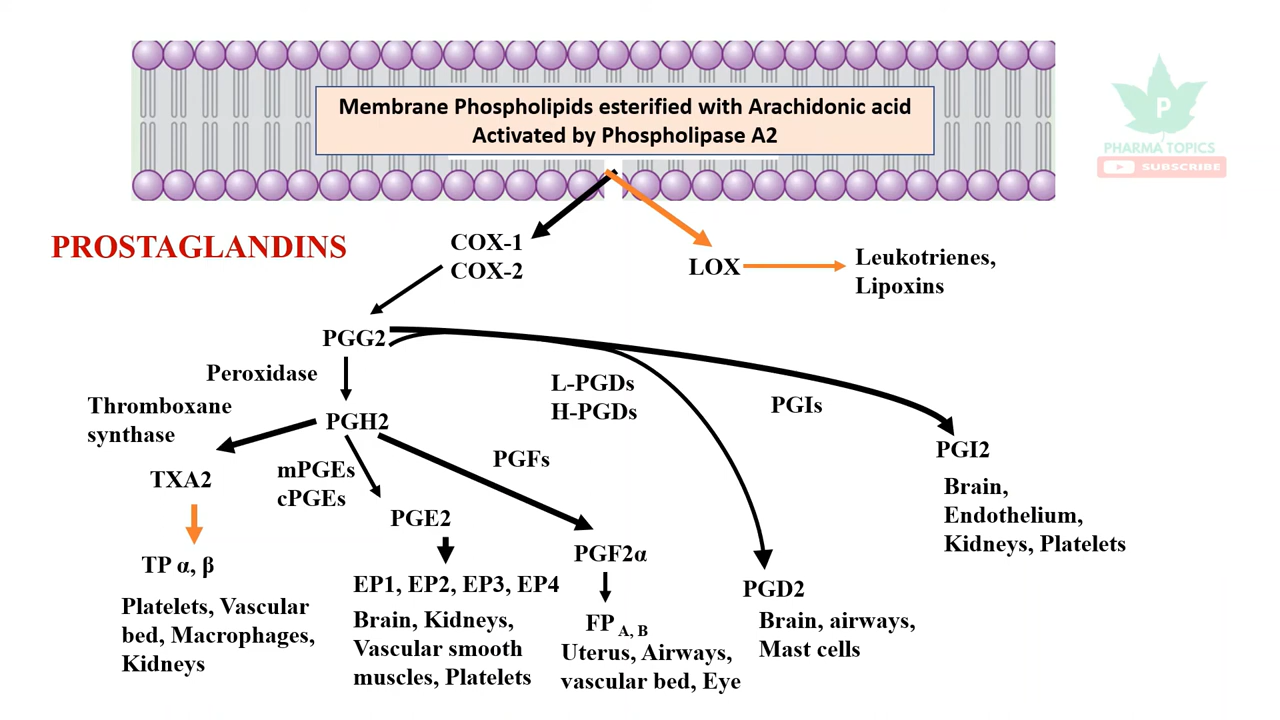 Membrane Phospholipids esterified with Arachidonic acid
Activated by Phospholipase A2
P
PHARMA TOPICS
SUBSCRIBE
PROSTAGLANDINS
COX-1
COX-2
LOX
Leukotrienes,
Lipoxins
PGG2
Peroxidase
Thromboxane
synthase
PGH2
L-PGDs
H-PGDs
PGIs
PGI2
Brain,
Endothelium,
Kidneys, Platelets
TXA2
mPGEs
cPGEs
PGFs
PGE2
PGF2α
PGD2
Brain, airways,
Mast cells
TP α, β
Platelets, Vascular
bed, Macrophages,
Kidneys
EP1, EP2, EP3, EP4
Brain, Kidneys,
Vascular smooth
muscles, Platelets
FP A, B
Uterus, Airways,
vascular bed, Eye